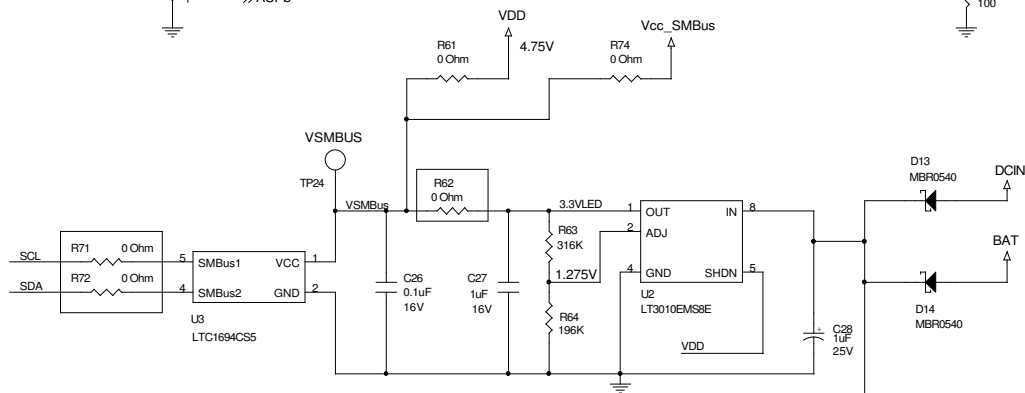 100
VDD
4.75V
Vcc_SMBus
R61
0 Ohm
R74
0 Ohm
VSMBUS
TP24
VSMBus
R62
0 Ohm
3.3VLED
R63
316K
1.275V
R64
196K
1
OUT
IN
8
2
ADJ
4
GND
SHDN
5
U2
LT3010EMS8E
VDD
D13
MBR0540
DCIN
BAT
D14
MBR0540
C28
1uF
25V
SCL
R71
0 Ohm
SDA
R72
0 Ohm
5
SMBus1
VCC
1
4
SMBus2
GND
2
U3
LTC1694CS5
C26
0.1uF
16V
C27
1uF
16V